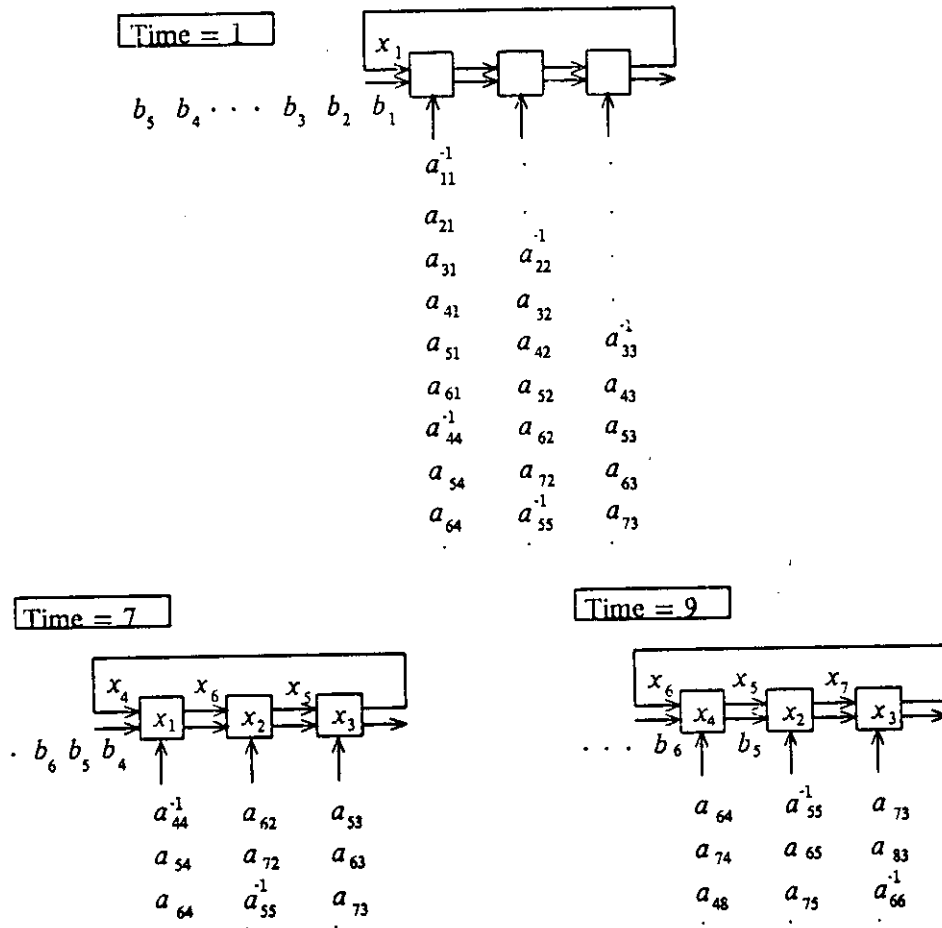 Time = 1
x₁
b₅ b₄ · · · b₃ b₂ b₁
a₁₁⁻¹ · ·
a₂₁ · ·
a₃₁ a₂₂⁻¹ ·
a₄₁ a₃₂ ·
a₅₁ a₄₂ a₃₃⁻¹
a₆₁ a₅₂ a₄₃
a₄₄⁻¹ a₆₂ a₅₃
a₅₄ a₇₂ a₆₃
a₆₄ a₅₅⁻¹ a₇₃
· · ·
Time = 7
x₄ x₆ x₅
x₁ x₂ x₃
· b₆ b₅ b₄
a₄₄⁻¹ a₆₂ a₅₃
a₅₄ a₇₂ a₆₃
a₆₄ a₅₅⁻¹ a₇₃
· · ·
Time = 9
x₆ x₅ x₇
x₄ x₂ x₃
· · · b₆ b₅
a₆₄ a₅₅⁻¹ a₇₃
a₇₄ a₆₅ a₈₃
a₄₈ a₇₅ a₆₆⁻¹
· · ·